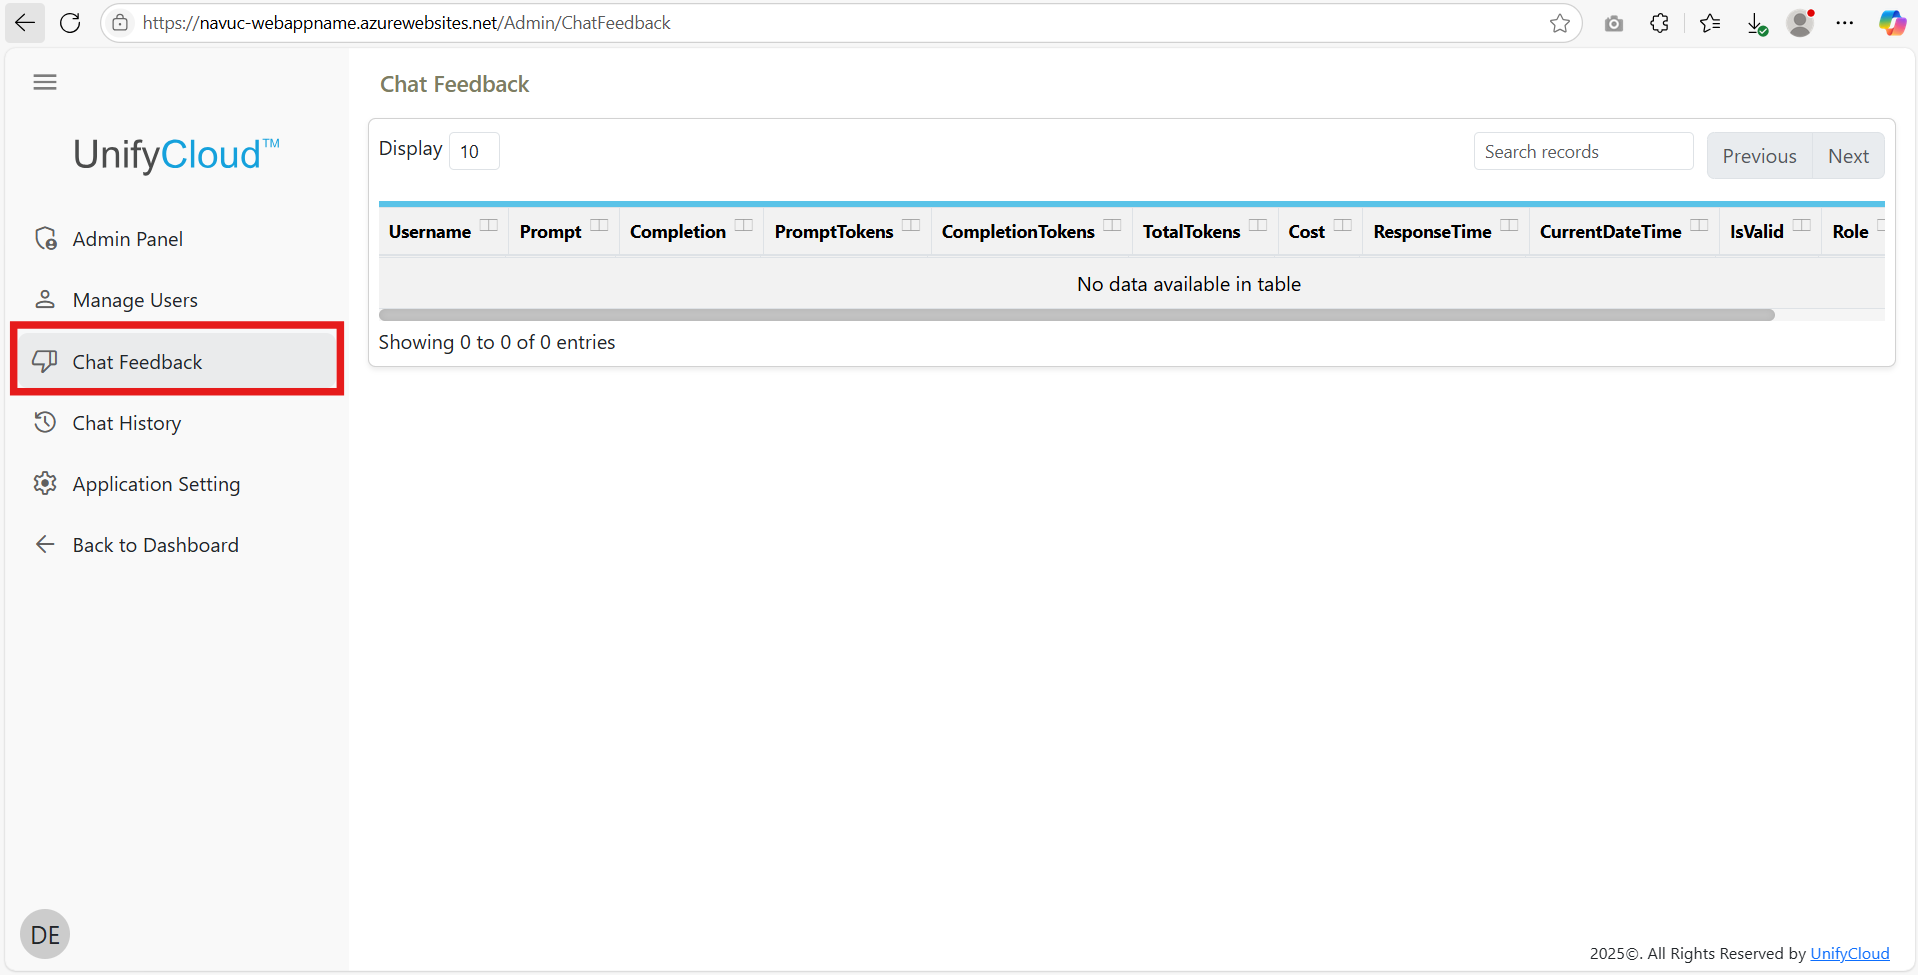 https://navuc-webappname.azurewebsites.net/Admin/ChatFeedback
UnifyCloud™
Admin Panel
Manage Users
Chat Feedback
Chat History
Application Setting
Back to Dashboard
DE
Chat Feedback
Display 10 Search records Previous Next
Username Prompt Completion PromptTokens CompletionTokens TotalTokens Cost ResponseTime CurrentDateTime IsValid Role
No data available in table
Showing 0 to 0 of 0 entries
2025©. All Rights Reserved by UnifyCloud